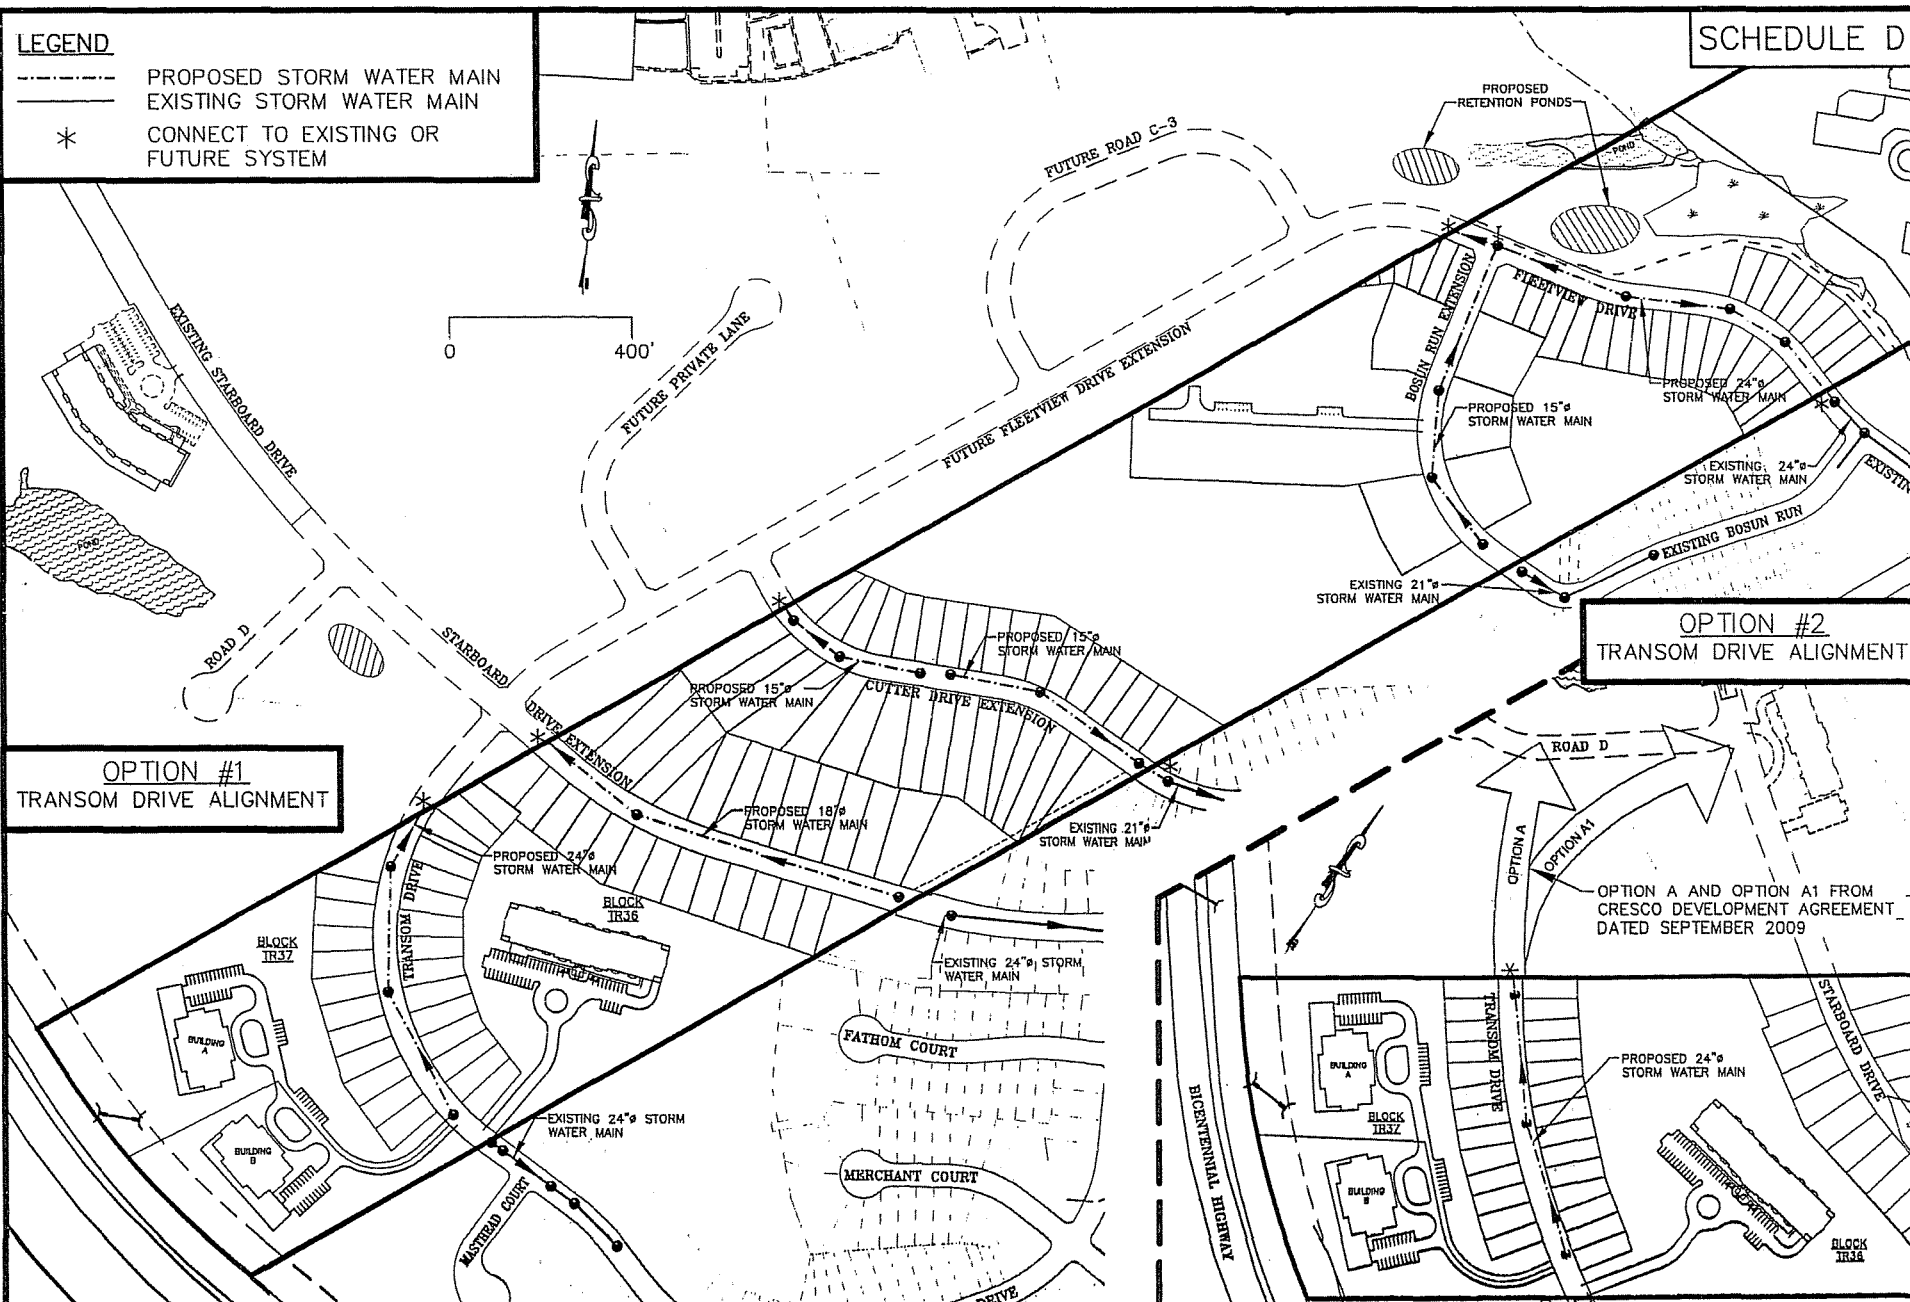 LEGEND
PROPOSED STORM WATER MAIN
EXISTING STORM WATER MAIN
CONNECT TO EXISTING OR
FUTURE SYSTEM
SCHEDULE D
PROPOSED
RETENTION PONDS
POND
FUTURE ROAD C-3
EXISTING STARBOARD DRIVE
0 400'
FUTURE PRIVATE LANE
FUTURE FLEETVIEW DRIVE EXTENSION
BOSUN RUN EXTENSION
FLEETVIEW DRIVE
PROPOSED 24"ø
STORM WATER MAIN
PROPOSED 15"ø
STORM WATER MAIN
EXISTING 24"ø
STORM WATER MAIN
EXISTIN
EXISTING BOSUN RUN
EXISTING 21"ø
STORM WATER MAIN
POND
ROAD D
STARBOARD
DRIVE EXTENSION
PROPOSED 15"ø
STORM WATER MAIN
PROPOSED 15"ø
STORM WATER MAIN
CUTTER DRIVE EXTENSION
OPTION #2
TRANSOM DRIVE ALIGNMENT
OPTION #1
TRANSOM DRIVE ALIGNMENT
PROPOSED 18"ø
STORM WATER MAIN
EXISTING 21"ø
STORM WATER MAIN
PROPOSED 24"ø
STORM WATER MAIN
TRANSOM DRIVE
BLOCK
TR36
BLOCK
TR37
BUILDING
A
BUILDING
B
EXISTING 24"ø STORM
WATER MAIN
FATHOM COURT
EXISTING 24"ø STORM
WATER MAIN
MERCHANT COURT
MASTHEAD COURT
DRIVE
ROAD D
OPTION A
OPTION A1
OPTION A AND OPTION A1 FROM
CRESCO DEVELOPMENT AGREEMENT
DATED SEPTEMBER 2009
BICENTENNIAL HIGHWAY
TRANSOM DRIVE
STARBOARD DRIVE
PROPOSED 24"ø
STORM WATER MAIN
BUILDING
A
BLOCK
TR37
BUILDING
B
BLOCK
TR36